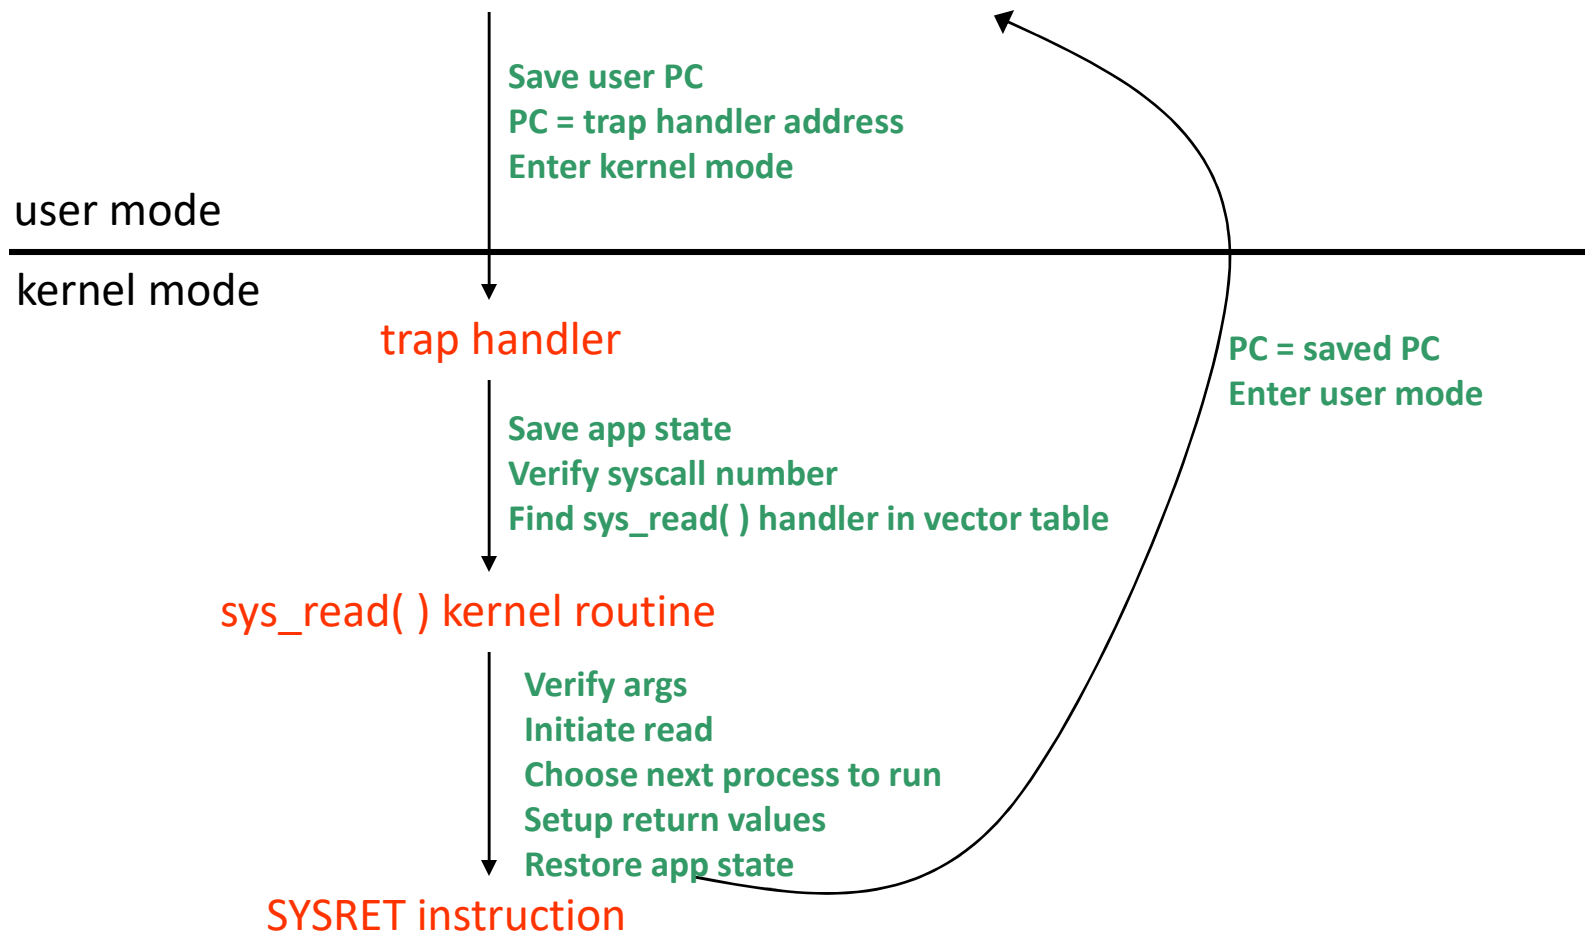 Save user PC
PC = trap handler address
Enter kernel mode
user mode
kernel mode
trap handler
PC = saved PC
Enter user mode
Save app state
Verify syscall number
Find sys_read( ) handler in vector table
sys_read( ) kernel routine
Verify args
Initiate read
Choose next process to run
Setup return values
Restore app state
SYSRET instruction